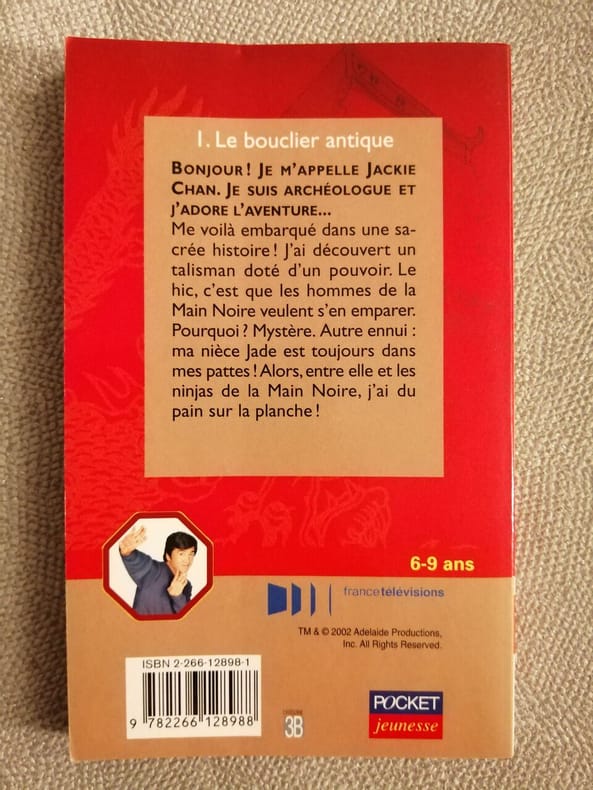 1. Le bouclier antique
BONJOUR! JE M'APPELLE JACKIE
CHAN. JE SUIS ARCHÉOLOGUE ET
J'ADORE L'AVENTURE...
Me voilà embarqué dans une sa-
crée histoire! J'ai découvert un
talisman doté d'un pouvoir. Le
hic, c'est que les hommes de la
Main Noire veulent s'en emparer.
Pourquoi? Mystère. Autre ennui :
ma nièce Jade est toujours dans
mes pattes! Alors, entre elle et les
ninjas de la Main Noire, j'ai du
pain sur la planche!
6-9 ans
francetélévisions
TM & © 2002 Adelaide Productions,
Inc. All Rights Reserved.
ISBN 2-266-12898-1
9 782266 128988
CATÉGORIE
3B
POCKET
jeunesse